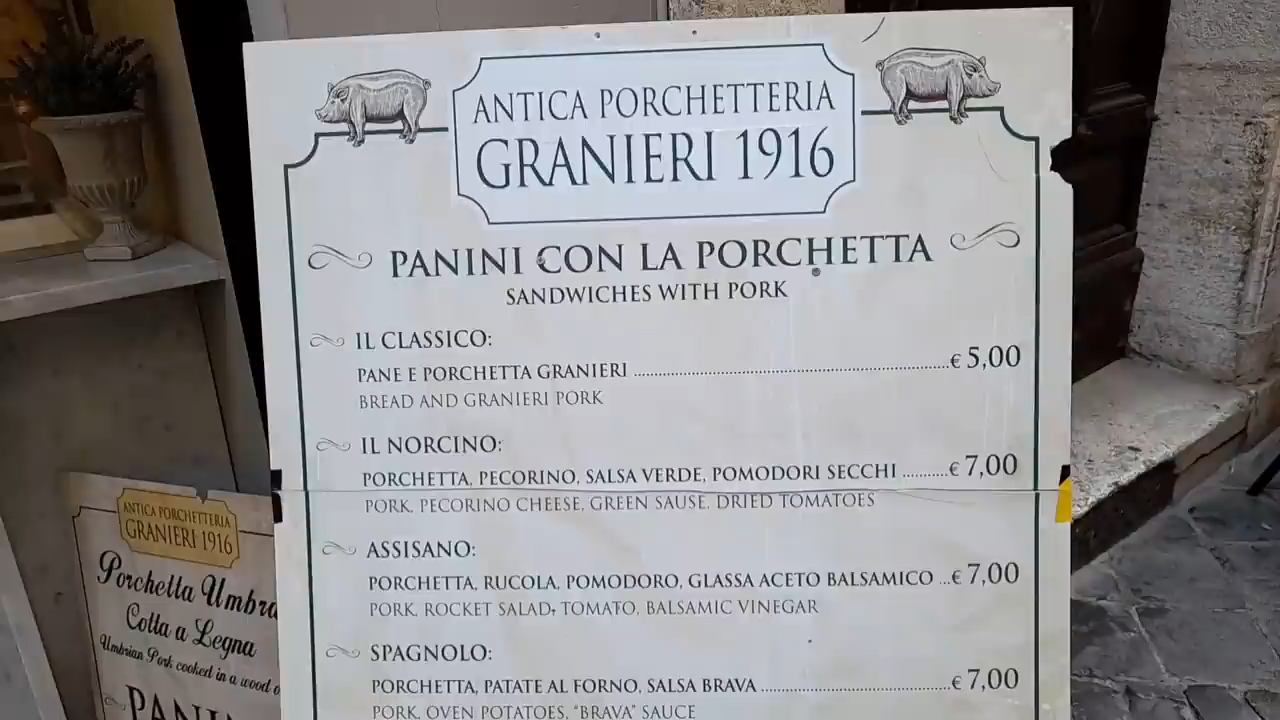 ANTICA PORCHETTERIA
GRANIERI 1916
PANINI CON LA PORCHETTA
SANDWICHES WITH PORK
IL CLASSICO:
PANE E PORCHETTA GRANIERI ........ € 5,00
BREAD AND GRANIERI PORK
IL NORCINO:
PORCHETTA, PECORINO, SALSA VERDE, POMODORI SECCHI ........ € 7,00
PORK, PECORINO CHEESE, GREEN SAUSE, DRIED TOMATOES
ASSISANO:
PORCHETTA, RUCOLA, POMODORO, GLASSA ACETO BALSAMICO ... € 7,00
PORK, ROCKET SALAD, TOMATO, BALSAMIC VINEGAR
SPAGNOLO:
PORCHETTA, PATATE AL FORNO, SALSA BRAVA ........ € 7,00
PORK, OVEN POTATOES, "BRAVA" SAUCE
ANTICA PORCHETTERIA
GRANIERI 1916
Porchetta Umbra
Cotta a Legna
Umbrian Pork cooked in a wood